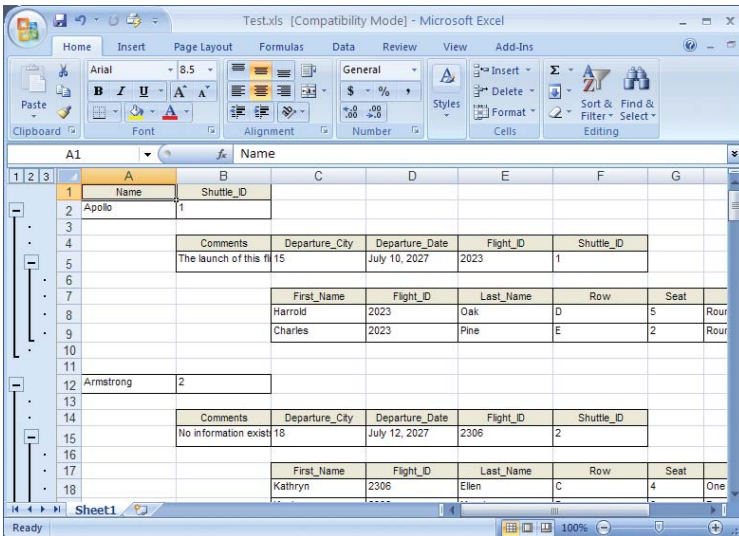 Test.xls [Compatibility Mode] - Microsoft Excel
Home Insert Page Layout Formulas Data Review View Add-Ins
Arial 8.5 General Insert Σ
Paste B I U A A $ % , Styles Delete Sort & Find &
A .00 .00 Format Filter Select
Clipboard Font Alignment Number Cells Editing
A1 fx Name
1 2 3 A B C D E F G
1 Name Shuttle_ID
2 Apollo 1
3
4 Comments Departure_City Departure_Date Flight_ID Shuttle_ID
5 The launch of this fli 15 July 10, 2027 2023 1
6
7 First_Name Flight_ID Last_Name Row Seat
8 Harrold 2023 Oak D 5 Roun
9 Charles 2023 Pine E 2 Roun
10
11
12 Armstrong 2
13
14 Comments Departure_City Departure_Date Flight_ID Shuttle_ID
15 No information exists 18 July 12, 2027 2306 2
16
17 First_Name Flight_ID Last_Name Row Seat
18 Kathryn 2306 Ellen C 4 One
Sheet1
Ready 100%